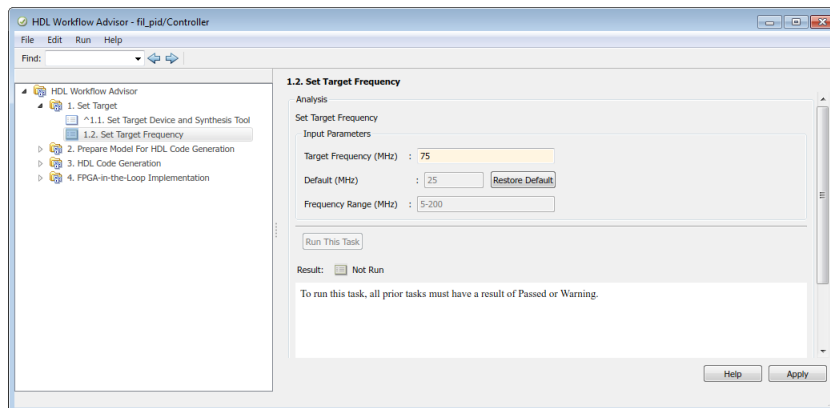 HDL Workflow Advisor - fil_pid/Controller
File Edit Run Help
Find:
HDL Workflow Advisor
1. Set Target
^1.1. Set Target Device and Synthesis Tool
1.2. Set Target Frequency
2. Prepare Model For HDL Code Generation
3. HDL Code Generation
4. FPGA-in-the-Loop Implementation
1.2. Set Target Frequency
Analysis
Set Target Frequency
Input Parameters
Target Frequency (MHz) : 75
Default (MHz) : 25 Restore Default
Frequency Range (MHz) : 5-200
Run This Task
Result: Not Run
To run this task, all prior tasks must have a result of Passed or Warning.
Help Apply